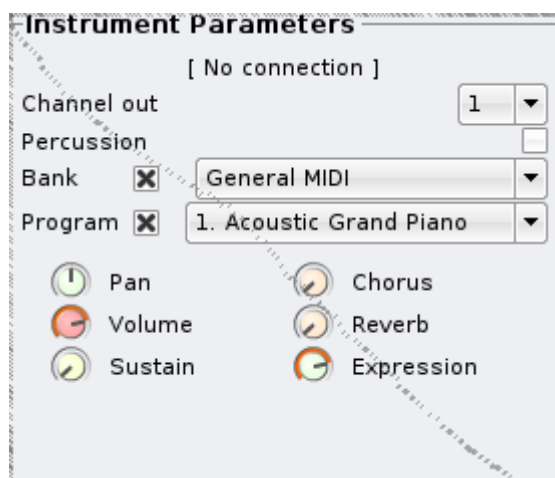 Instrument Parameters
[ No connection ]
Channel out 1
Percussion
Bank General MIDI
Program 1. Acoustic Grand Piano
Pan Chorus
Volume Reverb
Sustain Expression